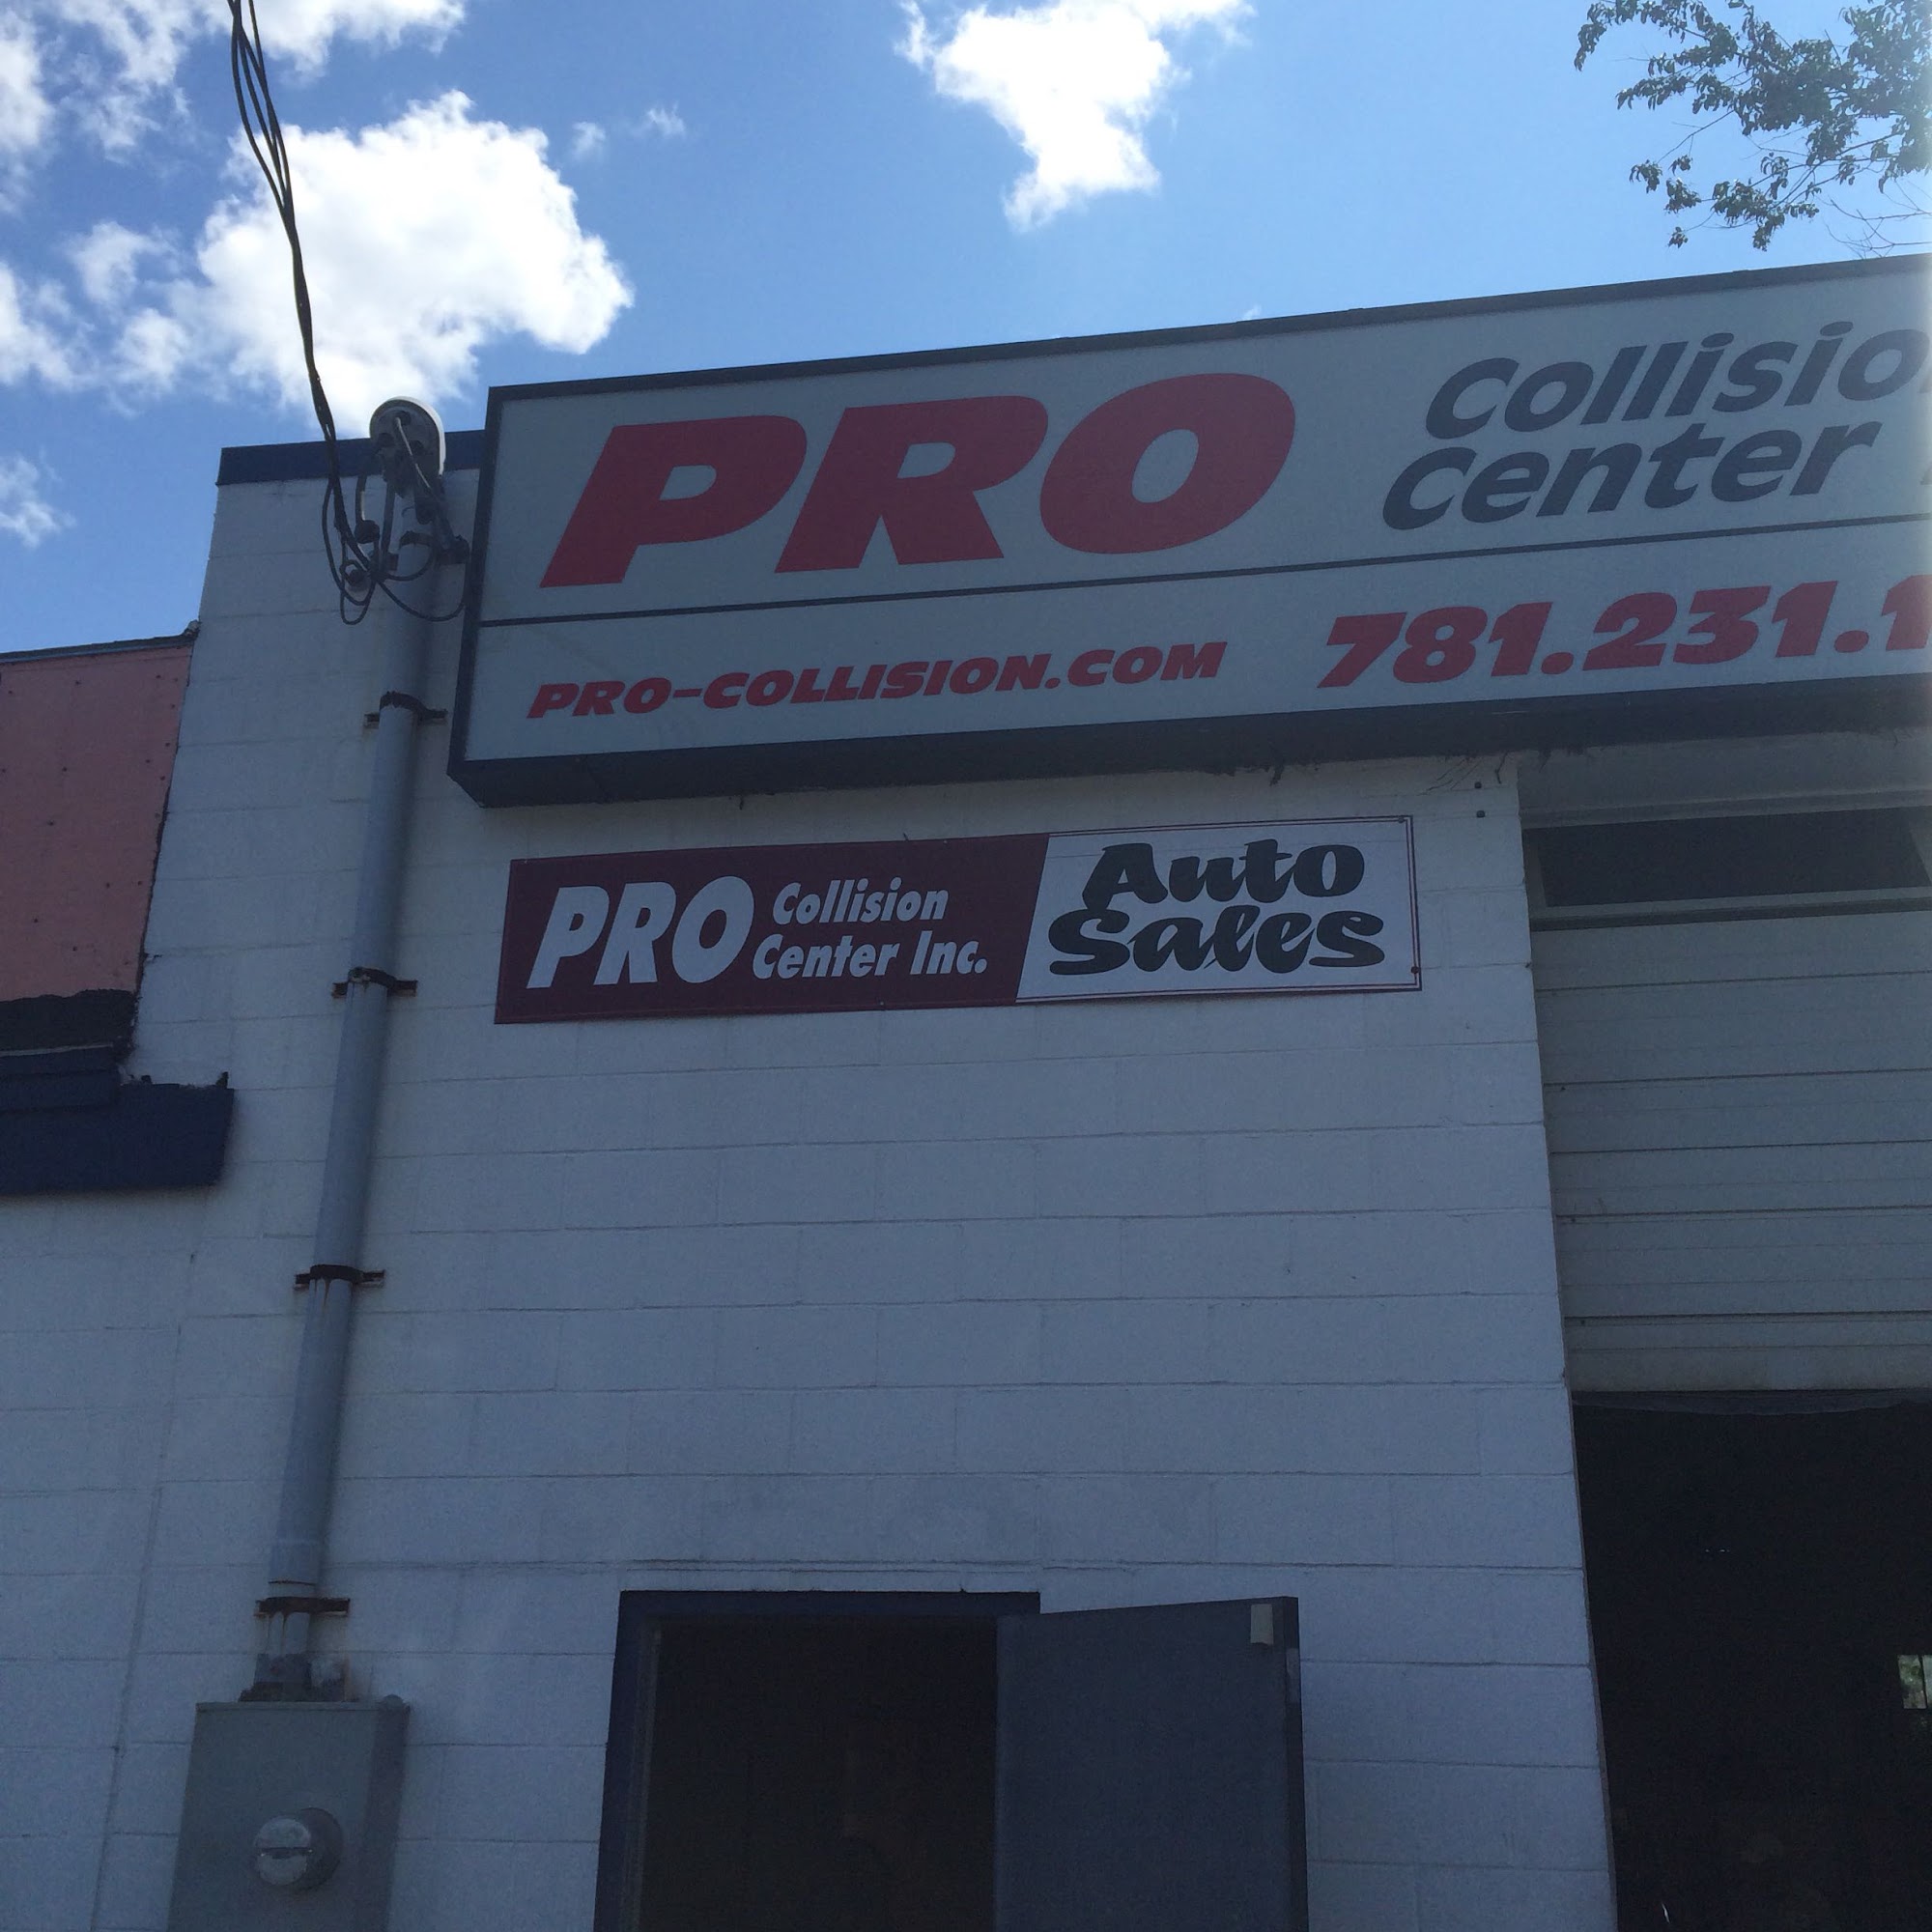 PRO
Collisio
Center
PRO-COLLISION.COM
781.231.1
PRO
Collision
Center Inc.
Auto
Sales